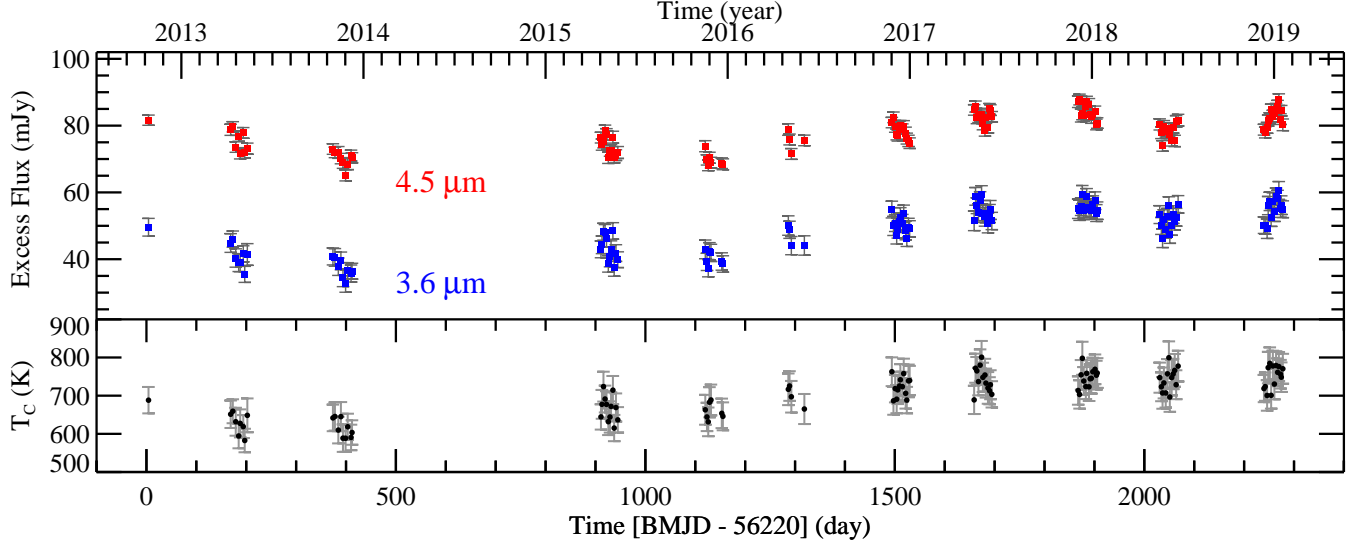 Time (year)
2013 2014 2015 2016 2017 2018 2019
100
80
60
40
Excess Flux (mJy)
4.5 μm
3.6 μm
900
800
700
600
500
T_C (K)
0 500 1000 1500 2000
Time [BMJD - 56220] (day)